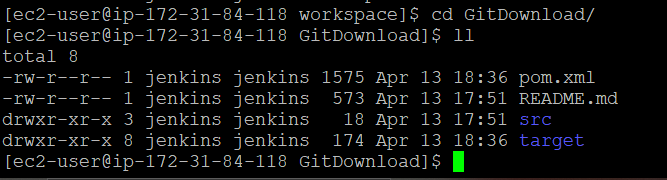 [ec2-user@ip-172-31-84-118 workspace]$ cd GitDownload/
[ec2-user@ip-172-31-84-118 GitDownload]$ ll
total 8
-rw-r--r-- 1 jenkins jenkins 1575 Apr 13 18:36 pom.xml
-rw-r--r-- 1 jenkins jenkins  573 Apr 13 17:51 README.md
drwxr-xr-x 3 jenkins jenkins   18 Apr 13 17:51 src
drwxr-xr-x 8 jenkins jenkins  174 Apr 13 18:36 target
[ec2-user@ip-172-31-84-118 GitDownload]$